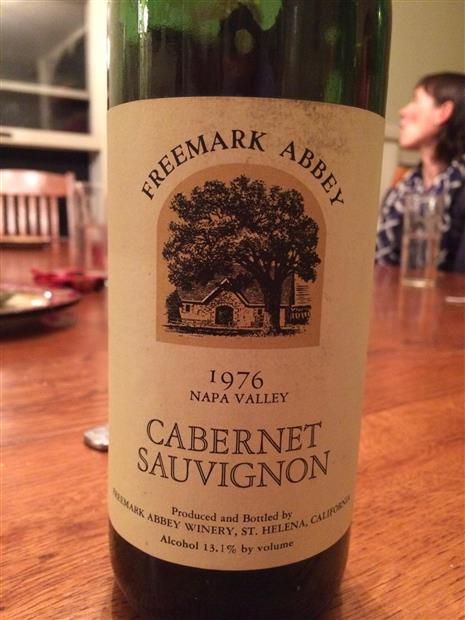 FREEMARK ABBEY
1976
NAPA VALLEY
CABERNET
SAUVIGNON
Produced and Bottled by
FREEMARK ABBEY WINERY, ST. HELENA, CALIFORNIA
Alcohol 13.1% by volume